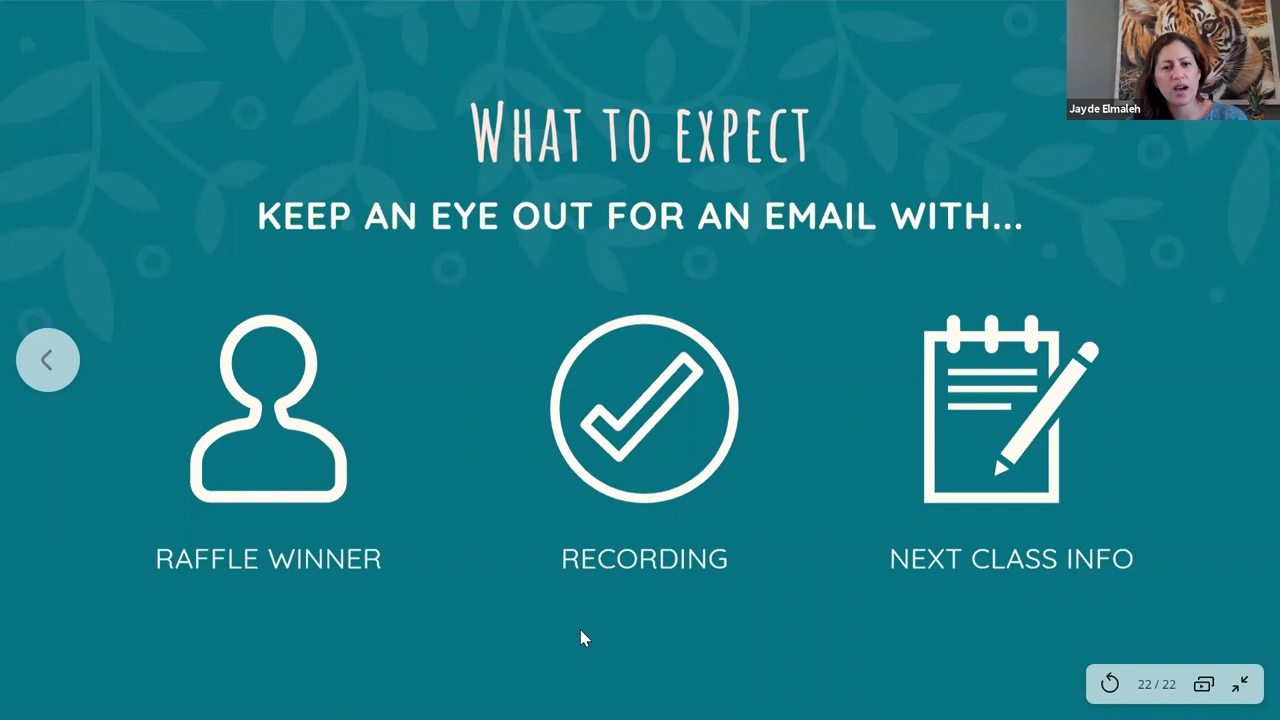 WHAT TO EXPECT
KEEP AN EYE OUT FOR AN EMAIL WITH...
RAFFLE WINNER
RECORDING
NEXT CLASS INFO
Jayde Elmaleh
22 / 22